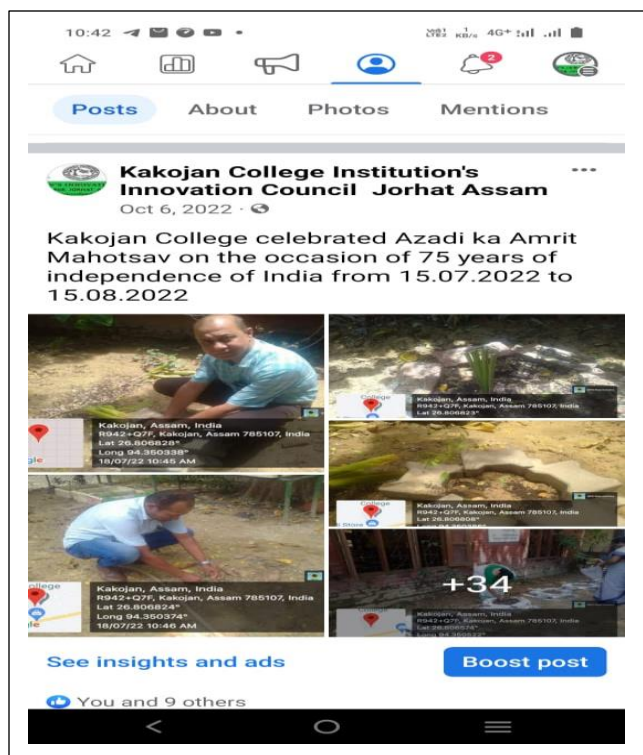 10:42
4G+
2
Posts About Photos Mentions
Kakojan College Institution's
Innovation Council Jorhat Assam
Oct 6, 2022
Kakojan College celebrated Azadi ka Amrit
Mahotsav on the occasion of 75 years of
independence of India from 15.07.2022 to
15.08.2022
Kakojan, Assam, India
R942+Q7F, Kakojan, Assam 785107, India
Lat 26.806828°
Long 94.350338°
18/07/22 10:45 AM
Kakojan, Assam, India
R942+Q7F, Kakojan, Assam 785107, India
Lat 26.806824°
Long 94.350374°
18/07/22 10:46 AM
College
Kakojan, Assam, India
R942+Q7F, Kakojan, Assam 785107, India
Lat 26.806823°
College
Kakojan, Assam, India
R942+Q7F, Kakojan, Assam 785107, India
Lat 26.806808°
+34
Kakojan, Assam, India
R942+Q7F, Kakojan, Assam 785107, India
See insights and ads
Boost post
You and 9 others